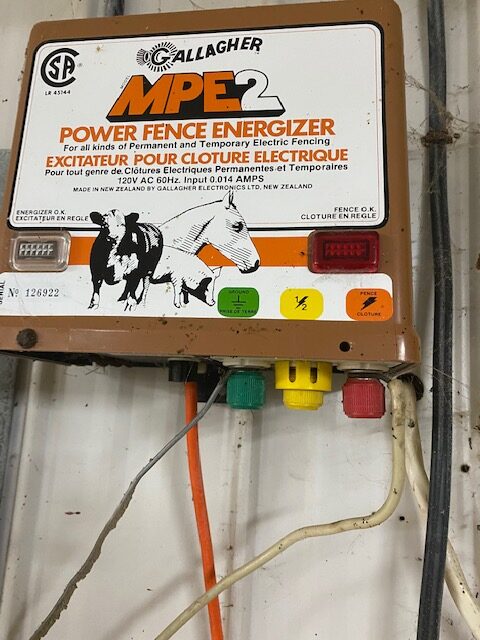 GALLAGHER
LR 45144
MPE2
POWER FENCE ENERGIZER
For all kinds of Permanent and Temporary Electric Fencing
EXCITATEUR POUR CLOTURE ELECTRIQUE
Pour tout genre de Clôtures Electriques Permanentes et Temporaires
120V AC 60Hz. Input 0.014 AMPS
MADE IN NEW ZEALAND BY GALLAGHER ELECTRONICS LTD, NEW ZEALAND
ENERGIZER O.K.
EXCITATEUR EN REGLE
FENCE O.K.
CLOTURE EN REGLE
SERIAL
No 126922
GROUND
PRISE DE TERRE
1/2
FENCE
CLOTURE